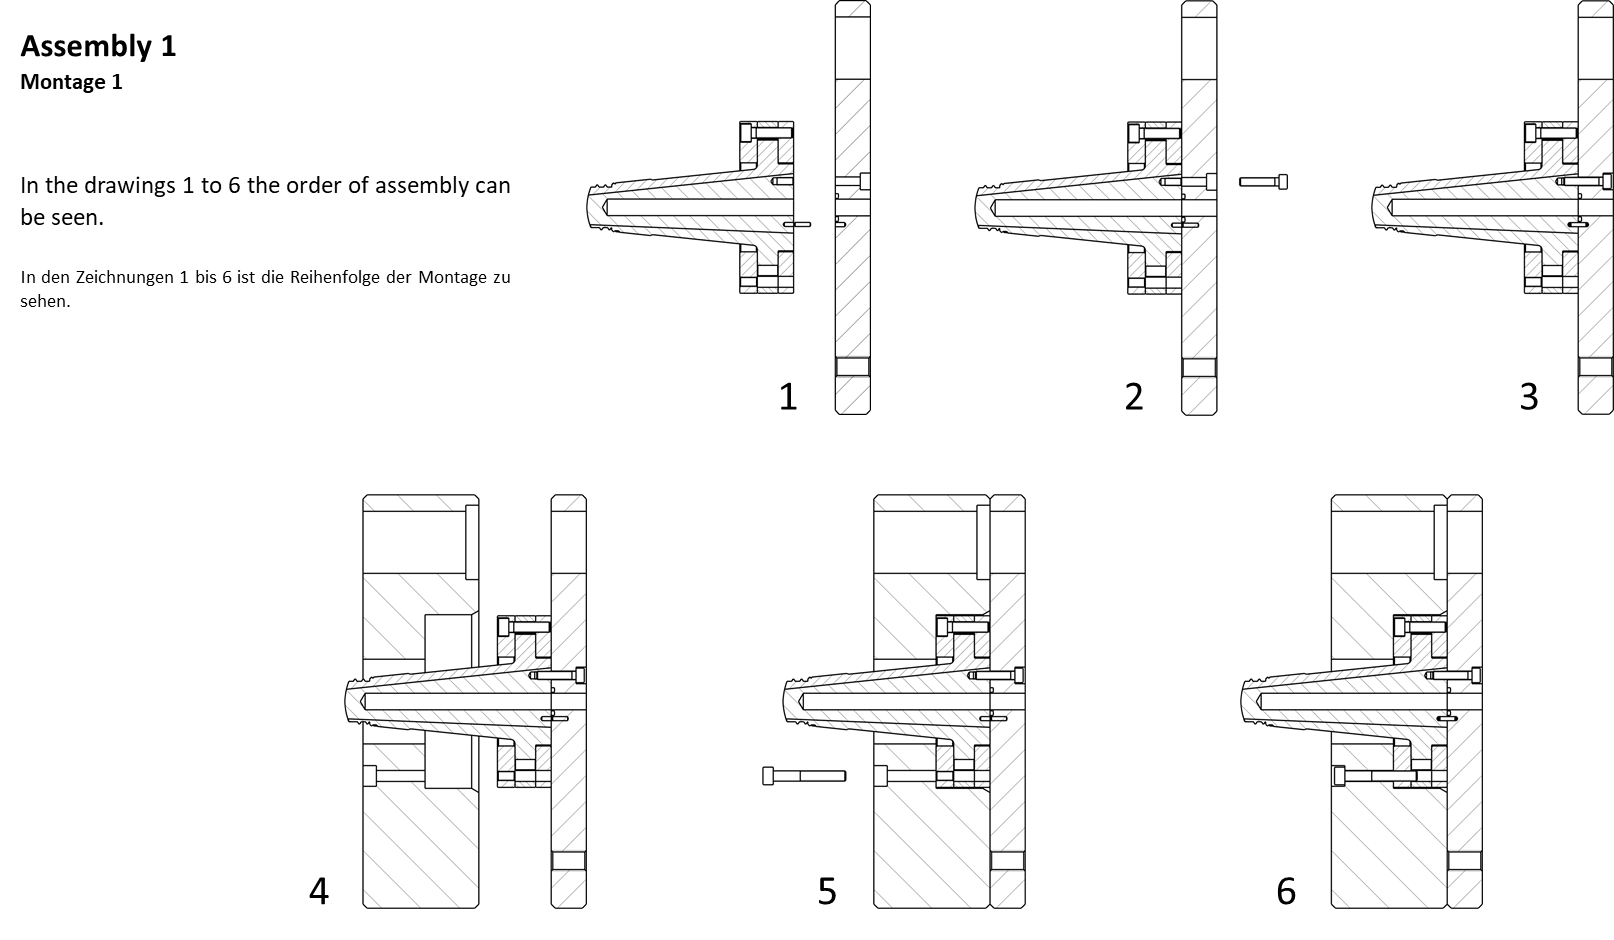 Assembly 1
Montage 1
In the drawings 1 to 6 the order of assembly can
be seen.
In den Zeichnungen 1 bis 6 ist die Reihenfolge der Montage zu
sehen.
1
2
3
4
5
6